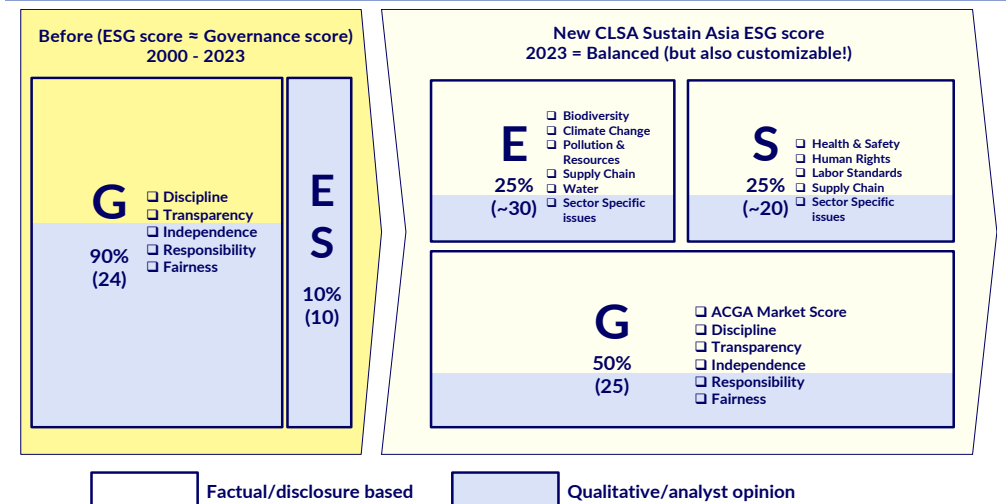 Before (ESG score ≈ Governance score)
2000 - 2023
G
90%
(24)
❑ Discipline
❑ Transparency
❑ Independence
❑ Responsibility
❑ Fairness
E
S
10%
(10)
New CLSA Sustain Asia ESG score
2023 = Balanced (but also customizable!)
E
25%
(~30)
❑ Biodiversity
❑ Climate Change
❑ Pollution &
Resources
❑ Supply Chain
❑ Water
❑ Sector Specific
issues
S
25%
(~20)
❑ Health & Safety
❑ Human Rights
❑ Labor Standards
❑ Supply Chain
❑ Sector Specific
issues
G
50%
(25)
❑ ACGA Market Score
❑ Discipline
❑ Transparency
❑ Independence
❑ Responsibility
❑ Fairness
Factual/disclosure based
Qualitative/analyst opinion